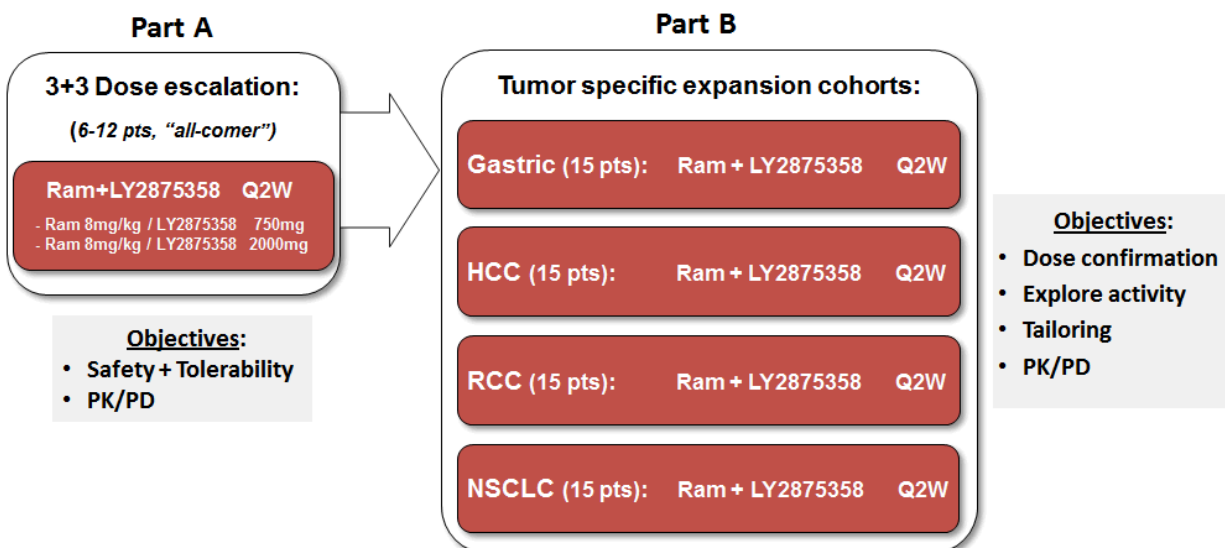 Part A
3+3 Dose escalation:
(6-12 pts, “all-comer”)
Ram+LY2875358 Q2W
- Ram 8mg/kg / LY2875358 750mg
- Ram 8mg/kg / LY2875358 2000mg
Objectives:
• Safety + Tolerability
• PK/PD
Part B
Tumor specific expansion cohorts:
Gastric (15 pts): Ram + LY2875358 Q2W
HCC (15 pts): Ram + LY2875358 Q2W
RCC (15 pts): Ram + LY2875358 Q2W
NSCLC (15 pts): Ram + LY2875358 Q2W
Objectives:
• Dose confirmation
• Explore activity
• Tailoring
• PK/PD